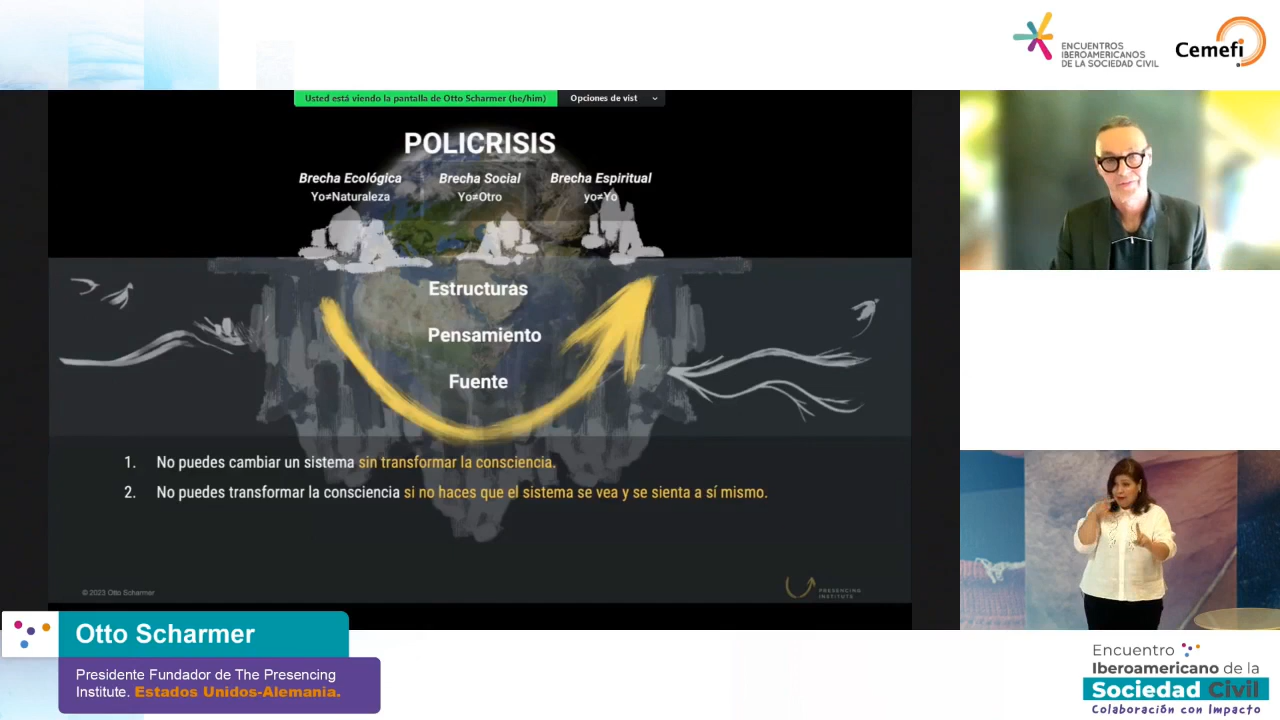 ENCUENTROS
IBEROAMERICANOS
DE LA SOCIEDAD CIVIL
Cemefi
Usted está viendo la pantalla de Otto Scharmer (he/him)
Opciones de vist
POLICRISIS
Brecha Ecológica
Brecha Social
Brecha Espiritual
Yo≠Naturaleza
Yo≠Otro
yo≠Yo
Estructuras
Pensamiento
Fuente
1. No puedes cambiar un sistema sin transformar la consciencia.
2. No puedes transformar la consciencia si no haces que el sistema se vea y se sienta a sí mismo.
© 2023 Otto Scharmer
PRESENCING
INSTITUTE
Otto Scharmer
Presidente Fundador de The Presencing
Institute. Estados Unidos-Alemania.
Encuentro
Iberoamericano de la
Sociedad Civil
Colaboración con Impacto